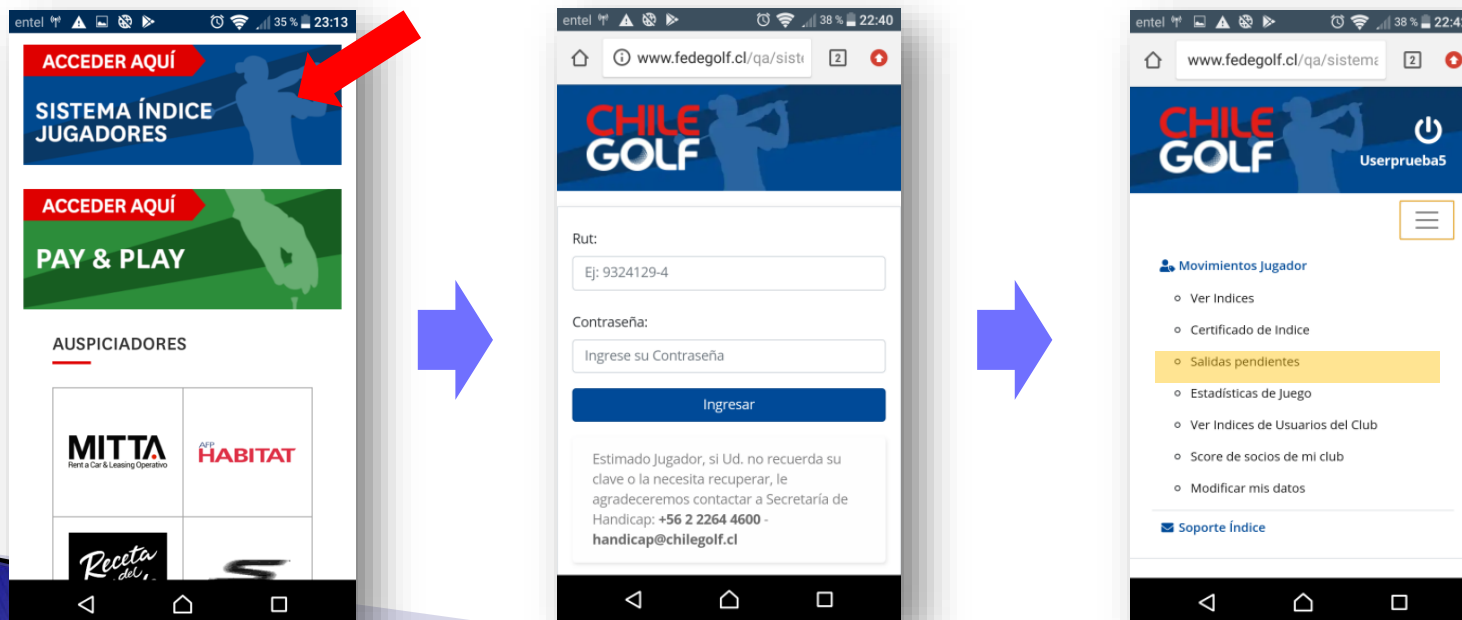 entel 35 % 23:13
ACCEDER AQUÍ
SISTEMA ÍNDICE
JUGADORES
ACCEDER AQUÍ
PAY & PLAY
AUSPICIADORES
MITTA
Rent a Car & Leasing Operativo
AFP
HABITAT
Receta
del
entel 38 % 22:40
www.fedegolf.cl/qa/siste 2
CHILE
GOLF
Rut:
Ej: 9324129-4
Contraseña:
Ingrese su Contraseña
Ingresar
Estimado Jugador, si Ud. no recuerda su
clave o la necesita recuperar, le
agradeceremos contactar a Secretaría de
Handicap: +56 2 2264 4600 -
handicap@chilegolf.cl
entel 38 % 22:4
www.fedegolf.cl/qa/sistema 2
CHILE
GOLF
Userprueba5
Movimientos Jugador
Ver Indices
Certificado de Indice
Salidas pendientes
Estadísticas de Juego
Ver Indices de Usuarios del Club
Score de socios de mi club
Modificar mis datos
Soporte Índice